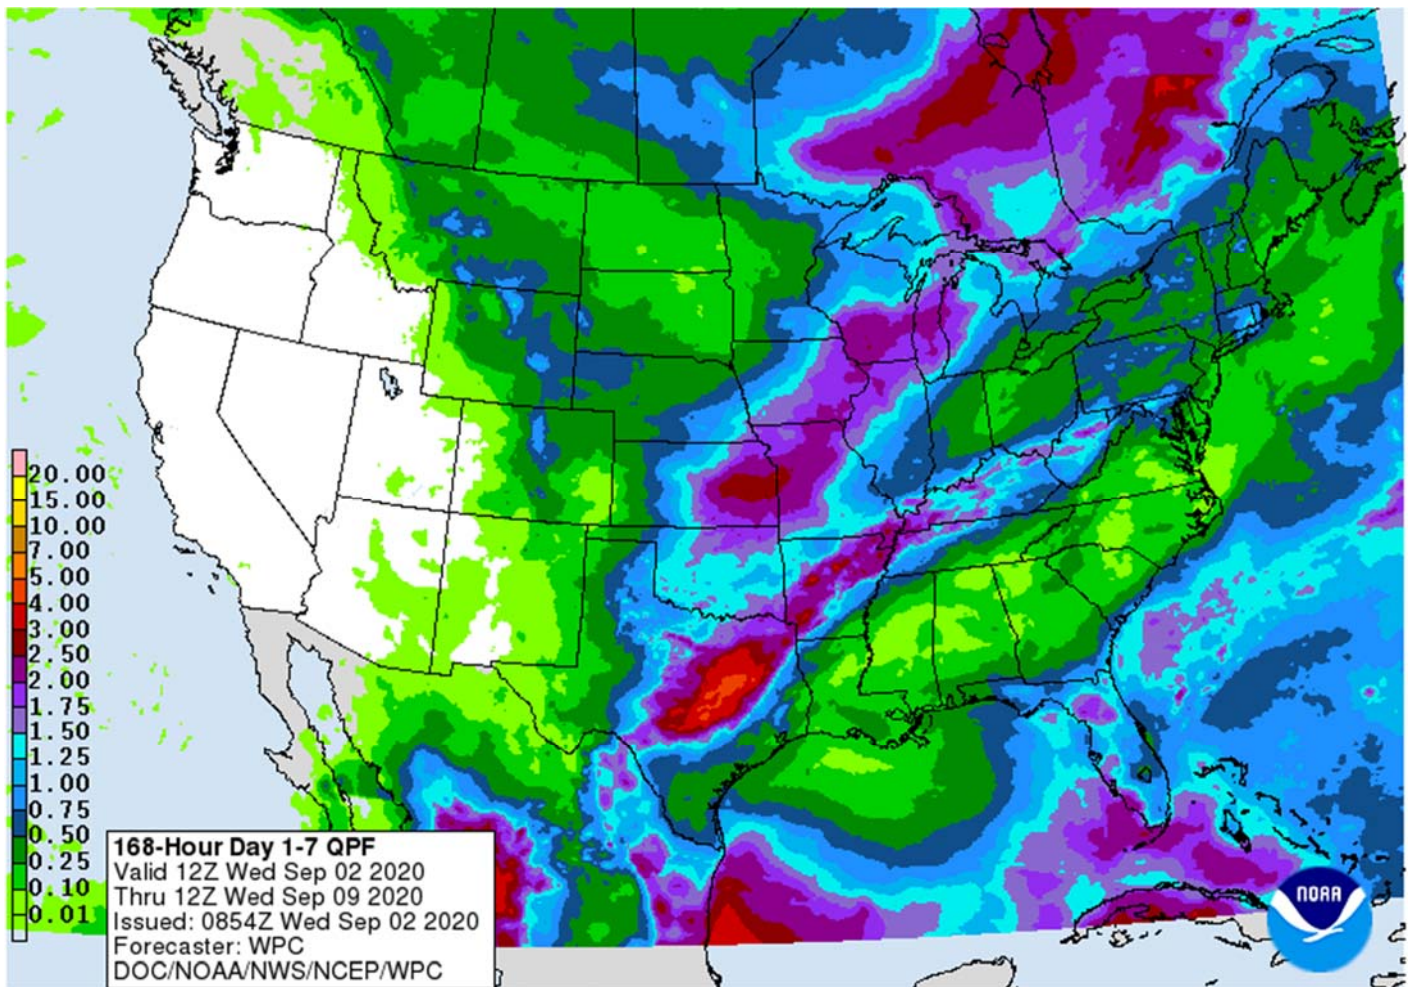 20.00
15.00
10.00
7.00
5.00
4.00
3.00
2.50
2.00
1.75
1.50
1.25
1.00
0.75
0.50
0.25
0.10
0.01
168-Hour Day 1-7 QPF
Valid 12Z Wed Sep 02 2020
Thru 12Z Wed Sep 09 2020
Issued: 0854Z Wed Sep 02 2020
Forecaster: WPC
DOC/NOAA/NWS/NCEP/WPC
NOAA